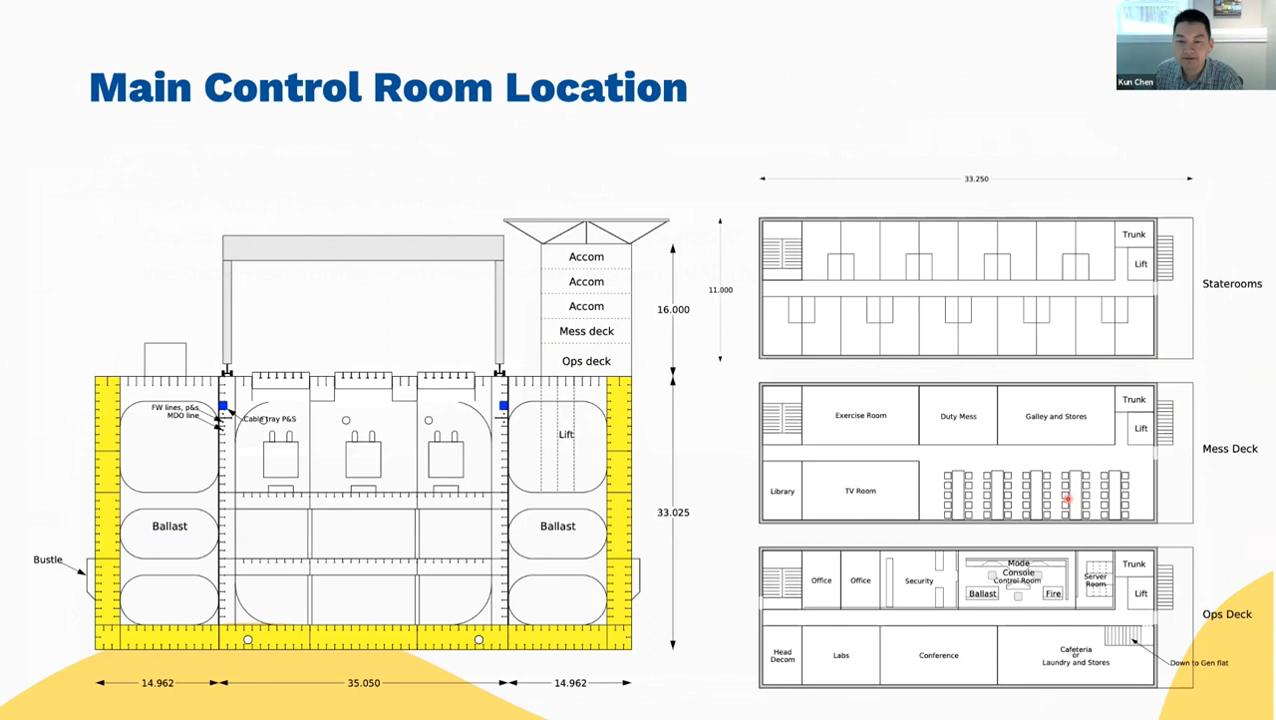 Main Control Room Location
Kun Chen
Accom
Accom
Accom
Mess deck
Ops deck
16.000
FW lines, p&s
MDO line
Cable tray P&S
Lift
33.025
Ballast
Ballast
Bustle
14.962
35.050
14.962
33.250
11.000
Trunk
Lift
Staterooms
Exercise Room
Duty Mess
Galley and Stores
Trunk
Lift
Mess Deck
Library
TV Room
Office
Office
Security
Mode
Console
Control Room
Ballast
Fire
Server
Room
Trunk
Lift
Ops Deck
Head
Decom
Labs
Conference
Cafeteria
or
Laundry and Stores
Down to Gen flat